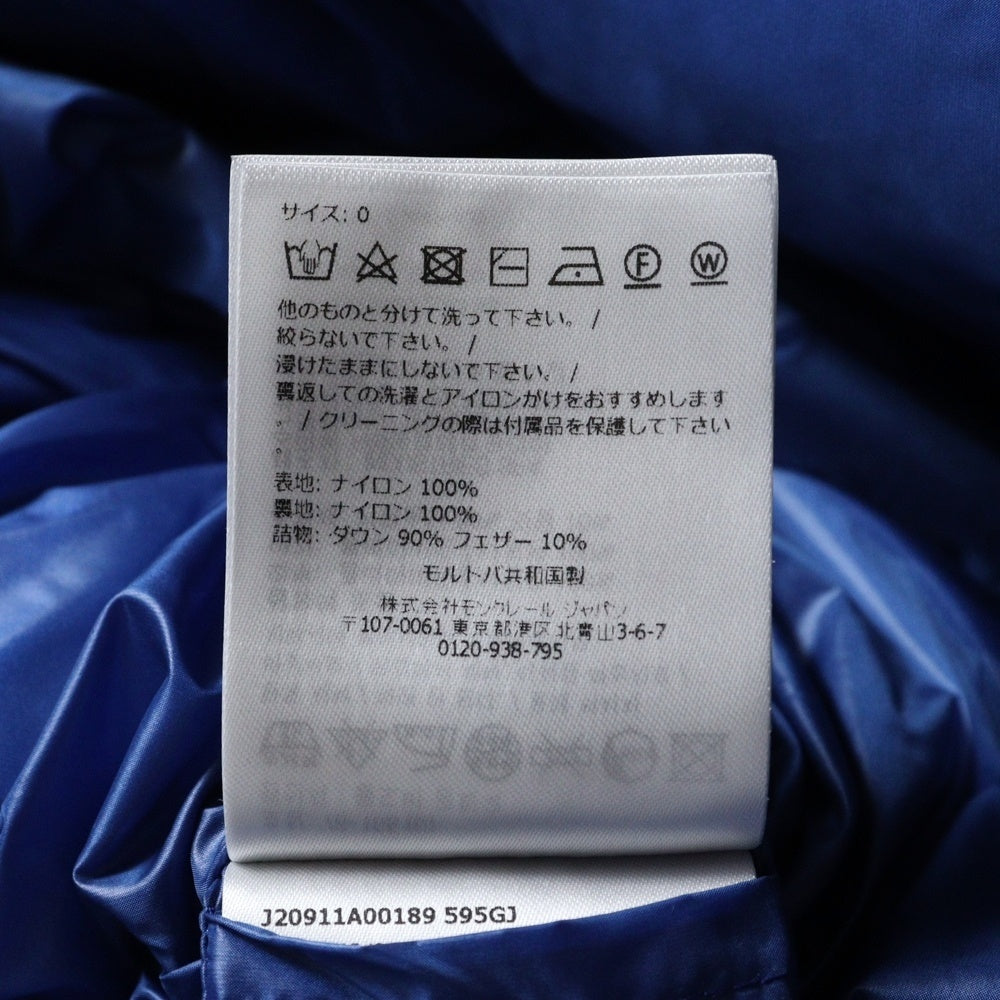 サイズ: 0
F W
他のものと分けて洗って下さい。 /
絞らないで下さい。 /
浸けたままにしないで下さい。 /
裏返しての洗濯とアイロンがけをおすすめします
。 / クリーニングの際は付属品を保護して下さい
。
表地: ナイロン 100%
裏地: ナイロン 100%
詰物: ダウン 90% フェザー 10%
モルドバ共和国製
株式会社モンクレール ジャパン
〒107-0061 東京都港区北青山3-6-7
0120-938-795
J20911A00189 595GJ